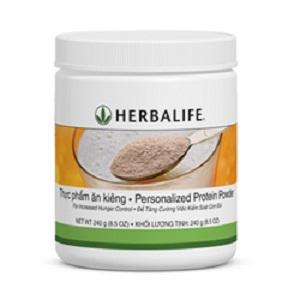 HERBALIFE
Thực phẩm ăn kiêng • Personalized Protein Powder
For Increased Hunger Control • Để Tăng Cường Việc Kiểm Soát Cơn Đói
NET WT 240 g (8.5 OZ) • KHỐI LƯỢNG TỊNH: 240 g (8.5 OZ)